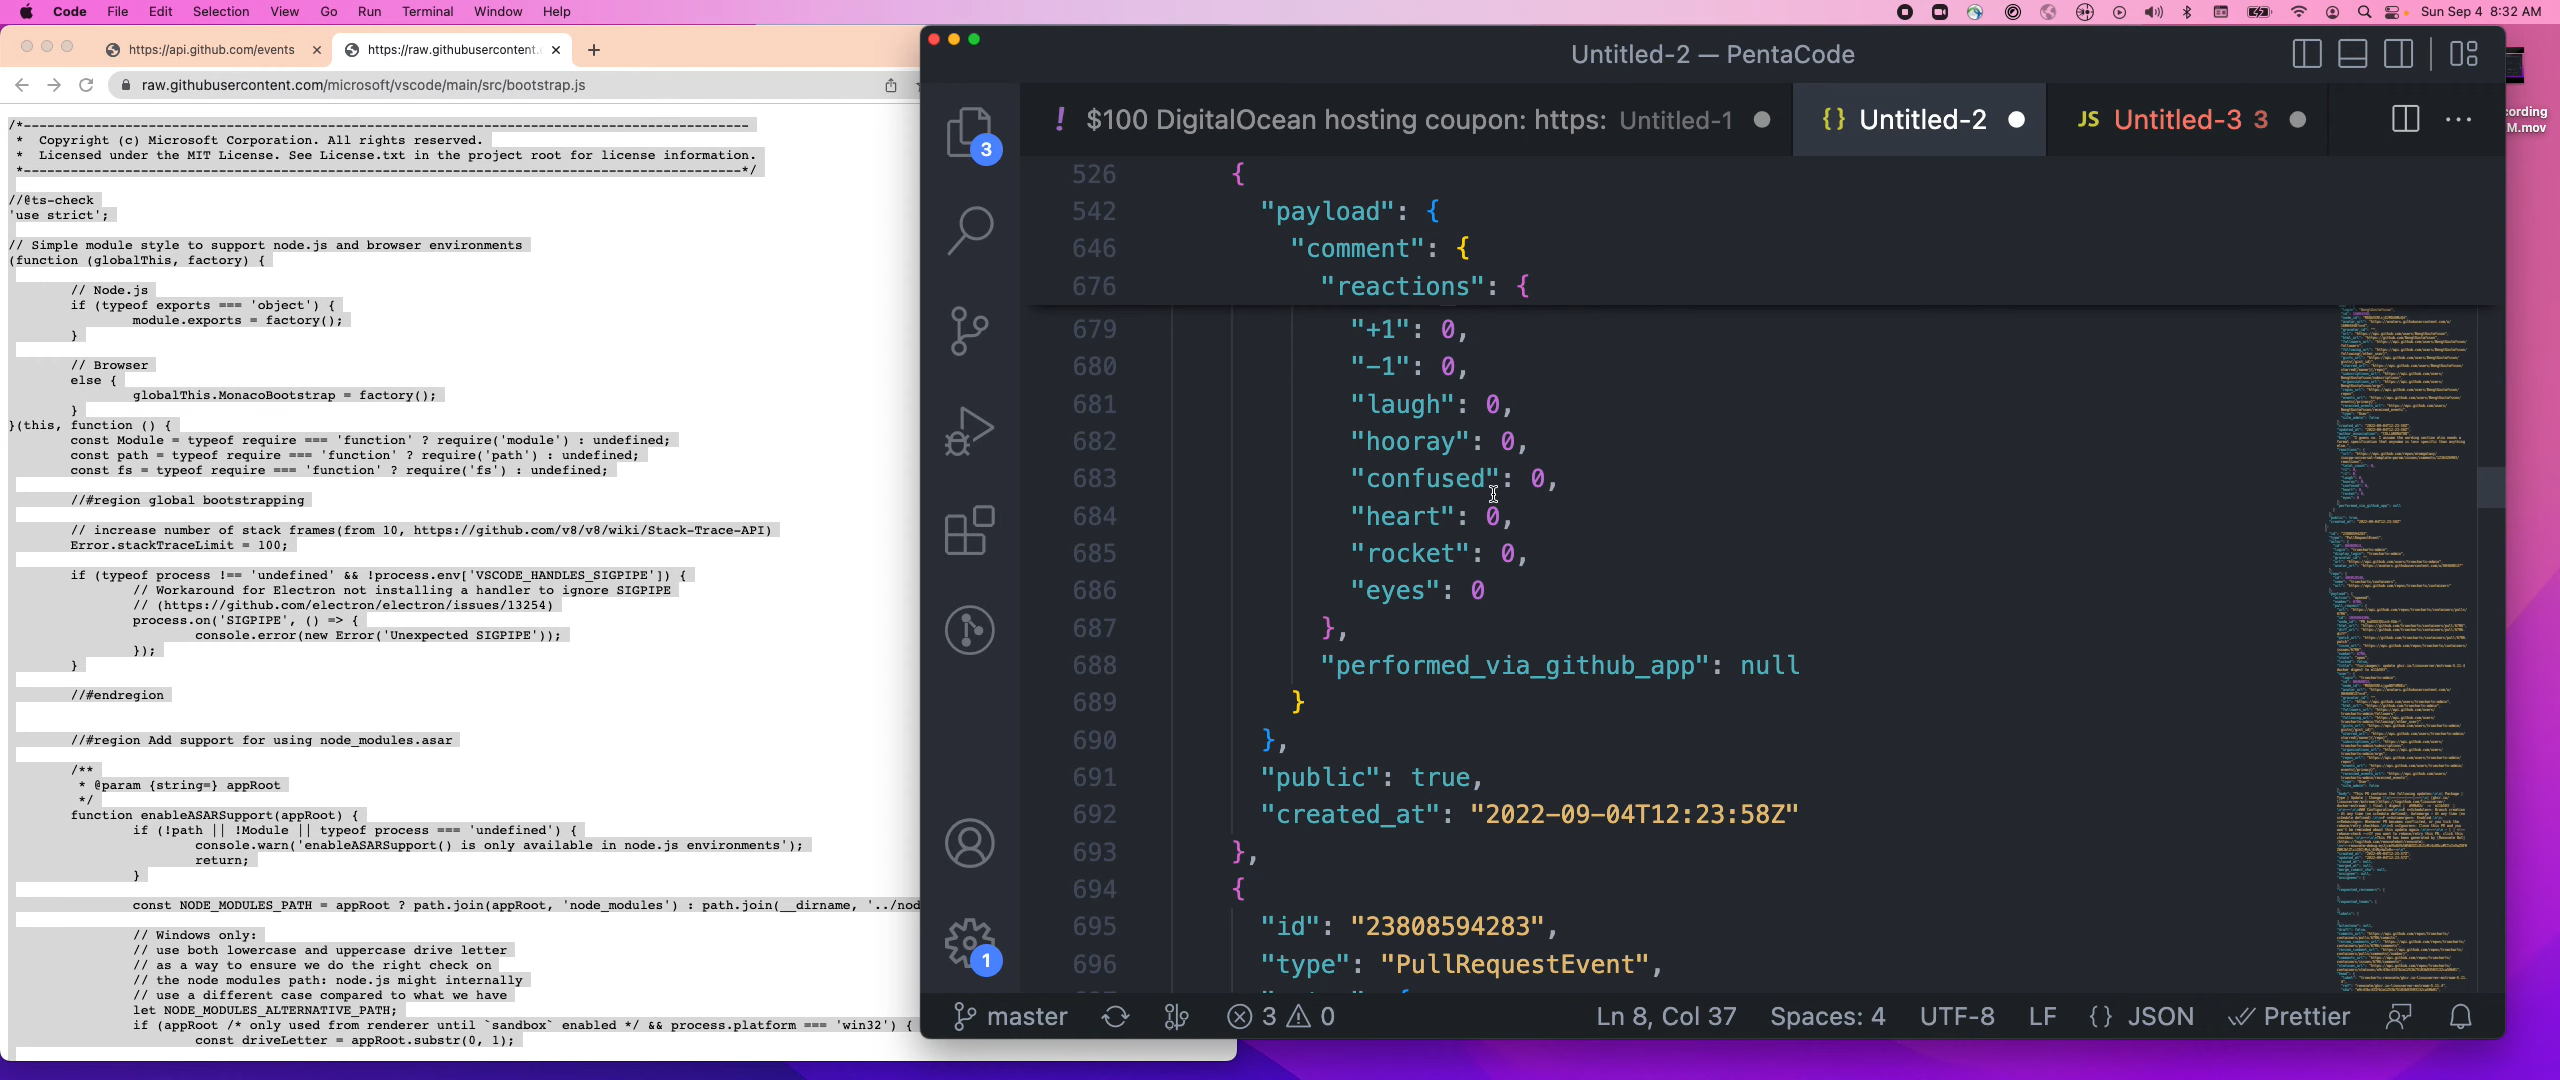 Code File Edit Selection View Go Run Terminal Window Help
Sun Sep 4 8:32 AM
https://api.github.com/events
https://raw.githubusercontent.
raw.githubusercontent.com/microsoft/vscode/main/src/bootstrap.js
/*---------------------------------------------------------------------------------------------
 *  Copyright (c) Microsoft Corporation. All rights reserved.
 *  Licensed under the MIT License. See License.txt in the project root for license information.
 *--------------------------------------------------------------------------------------------*/
//@ts-check
'use strict';
// Simple module style to support node.js and browser environments
(function (globalThis, factory) {
// Node.js
if (typeof exports === 'object') {
module.exports = factory();
}
// Browser
else {
globalThis.MonacoBootstrap = factory();
}
}(this, function () {
const Module = typeof require === 'function' ? require('module') : undefined;
const path = typeof require === 'function' ? require('path') : undefined;
const fs = typeof require === 'function' ? require('fs') : undefined;
//#region global bootstrapping
// increase number of stack frames(from 10, https://github.com/v8/v8/wiki/Stack-Trace-API)
Error.stackTraceLimit = 100;
if (typeof process !== 'undefined' && !process.env['VSCODE_HANDLES_SIGPIPE']) {
// Workaround for Electron not installing a handler to ignore SIGPIPE
// (https://github.com/electron/electron/issues/13254)
process.on('SIGPIPE', () => {
console.error(new Error('Unexpected SIGPIPE'));
});
}
//#endregion
//#region Add support for using node_modules.asar
/**
 * @param {string=} appRoot
 */
function enableASARSupport(appRoot) {
if (!path || !Module || typeof process === 'undefined') {
console.warn('enableASARSupport() is only available in node.js environments');
return;
}
const NODE_MODULES_PATH = appRoot ? path.join(appRoot, 'node_modules') : path.join(__dirname, '../nod
// Windows only:
// use both lowercase and uppercase drive letter
// as a way to ensure we do the right check on
// the node modules path: node.js might internally
// use a different case compared to what we have
let NODE_MODULES_ALTERNATIVE_PATH;
if (appRoot /* only used from renderer until `sandbox` enabled */ && process.platform === 'win32') {
const driveLetter = appRoot.substr(0, 1);
Untitled-2 — PentaCode
! $100 DigitalOcean hosting coupon: https: Untitled-1
{} Untitled-2
JS Untitled-3 3
3
1
526 {
542 "payload": {
646 "comment": {
676 "reactions": {
679 "+1": 0,
680 "-1": 0,
681 "laugh": 0,
682 "hooray": 0,
683 "confused": 0,
684 "heart": 0,
685 "rocket": 0,
686 "eyes": 0
687 },
688 "performed_via_github_app": null
689 }
690 },
691 "public": true,
692 "created_at": "2022-09-04T12:23:58Z"
693 },
694 {
695 "id": "23808594283",
696 "type": "PullRequestEvent",
master 3 0 Ln 8, Col 37 Spaces: 4 UTF-8 LF {} JSON Prettier
ording
M.mov